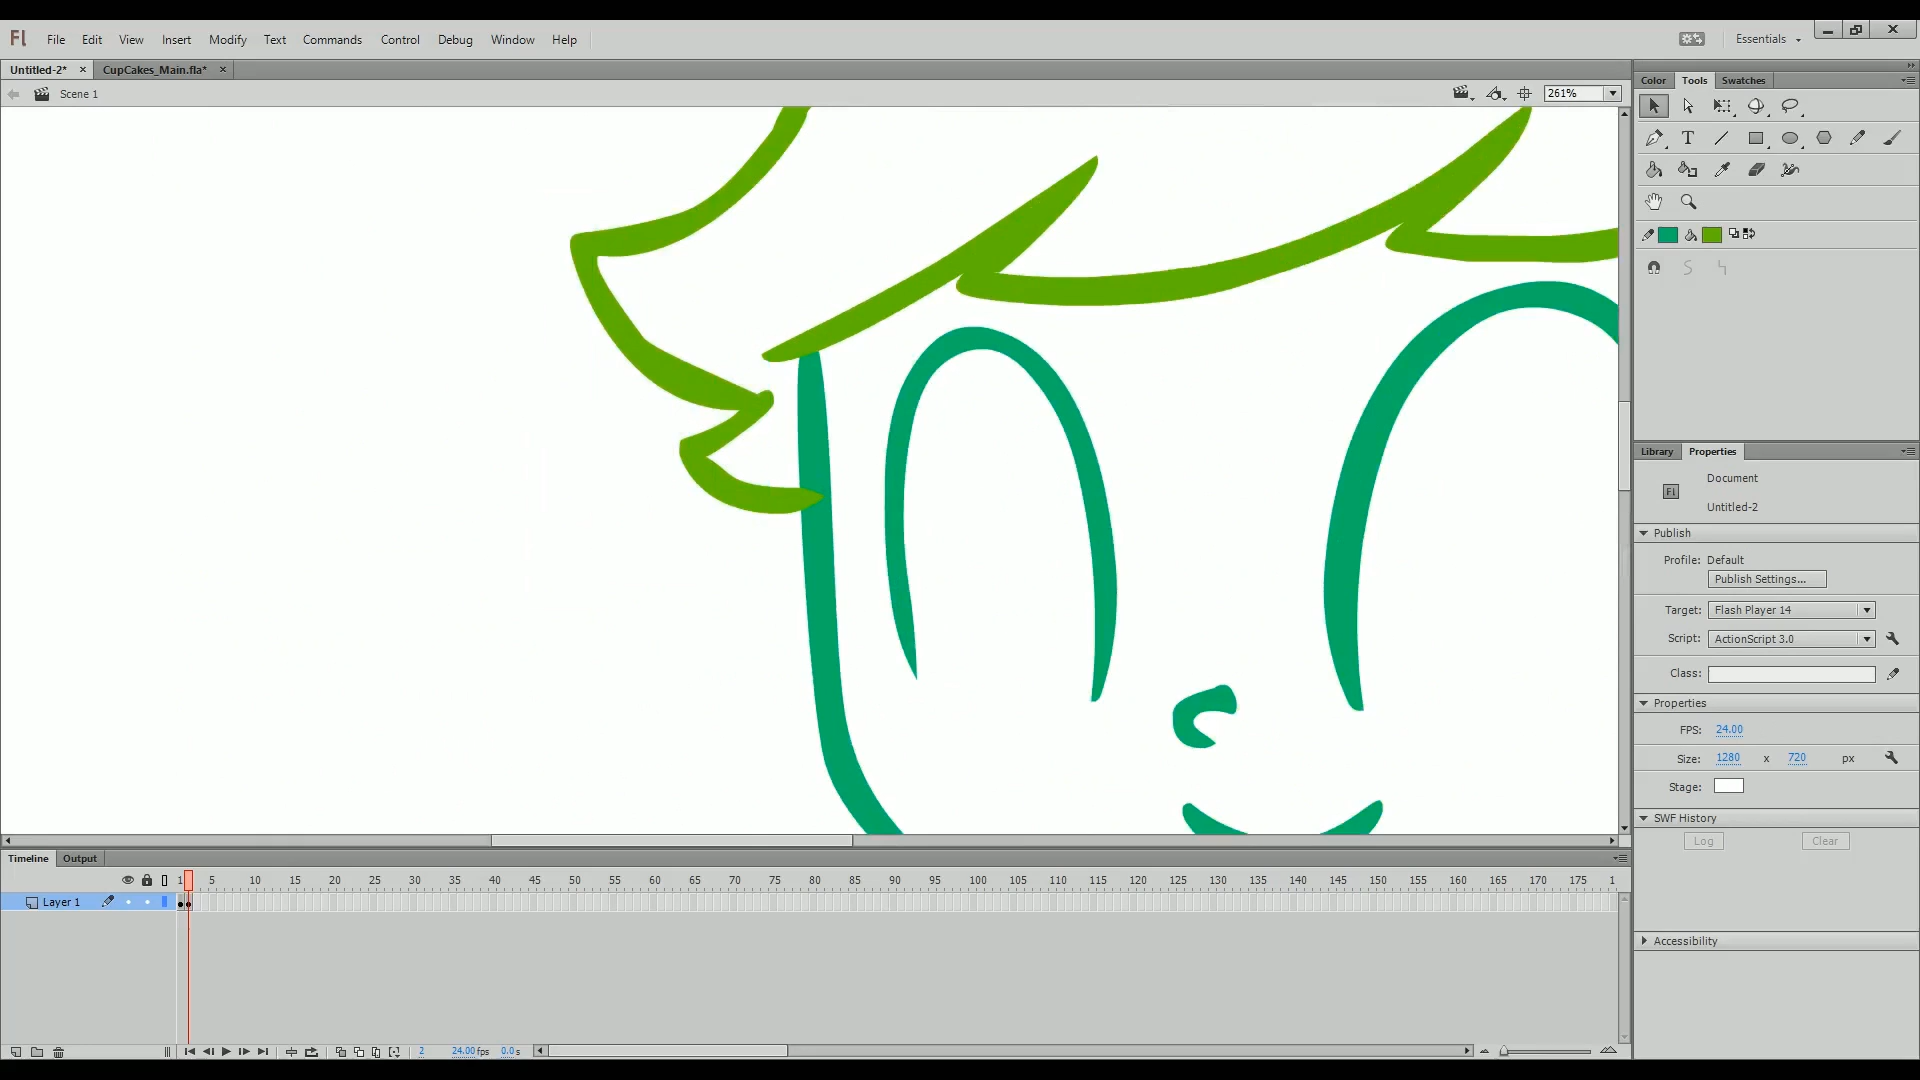 Fl File Edit View Insert Modify Text Commands Control Debug Window Help Essentials
Untitled-2* CupCakes_Main.fla*
Scene 1 261%
Color Tools Swatches
Library Properties
Document
Fl
Untitled-2
Publish
Profile: Default
Publish Settings...
Target: Flash Player 14
Script: ActionScript 3.0
Class:
Properties
FPS: 24.00
Size: 1280 x 720 px
Stage:
SWF History
Log Clear
Accessibility
Timeline Output
1 5 10 15 20 25 30 35 40 45 50 55 60 65 70 75 80 85 90 95 100 105 110 115 120 125 130 135 140 145 150 155 160 165 170 175 1
Layer 1
2 24.00 fps 0.0 s